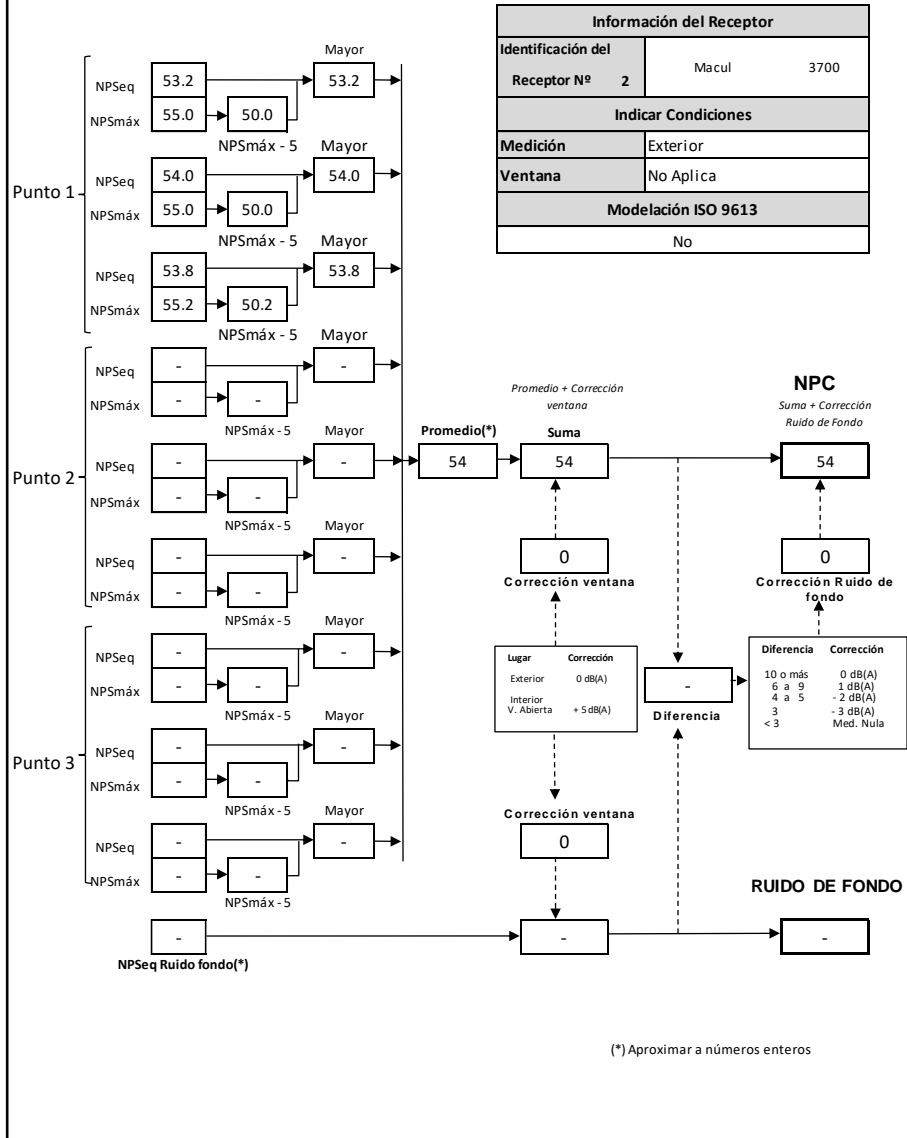 Información del Receptor
Identificación del
Receptor Nº 2
Macul 3700
Indicar Condiciones
Medición Exterior
Ventana No Aplica
Modelación ISO 9613
No
Punto 1
Mayor
NPSeq 53.2 53.2
NPSmáx 55.0 50.0
NPSmáx - 5 Mayor
NPSeq 54.0 54.0
NPSmáx 55.0 50.0
NPSmáx - 5 Mayor
NPSeq 53.8 53.8
NPSmáx 55.2 50.2
NPSmáx - 5 Mayor
Punto 2
NPSeq - -
NPSmáx - -
NPSmáx - 5 Mayor
NPSeq - -
NPSmáx - -
NPSmáx - 5 Mayor
NPSeq - -
NPSmáx - -
NPSmáx - 5 Mayor
Punto 3
NPSeq - -
NPSmáx - -
NPSmáx - 5 Mayor
NPSeq - -
NPSmáx - -
NPSmáx - 5 Mayor
NPSeq - -
NPSmáx - -
NPSmáx - 5
-
NPSeq Ruido fondo(*)
Promedio(*)
54
Promedio + Corrección
ventana
Suma
54
0
Corrección ventana
Lugar Corrección
Exterior 0 dB(A)
Interior
V. Abierta + 5 dB(A)
Corrección ventana
0
-
NPC
Suma + Corrección
Ruido de Fondo
54
0
Corrección Ruido de
fondo
-
Diferencia
Diferencia Corrección
10 o más 0 dB(A)
6 a 9 1 dB(A)
4 a 5 - 2 dB(A)
3 - 3 dB(A)
< 3 Med. Nula
RUIDO DE FONDO
-
(*) Aproximar a números enteros